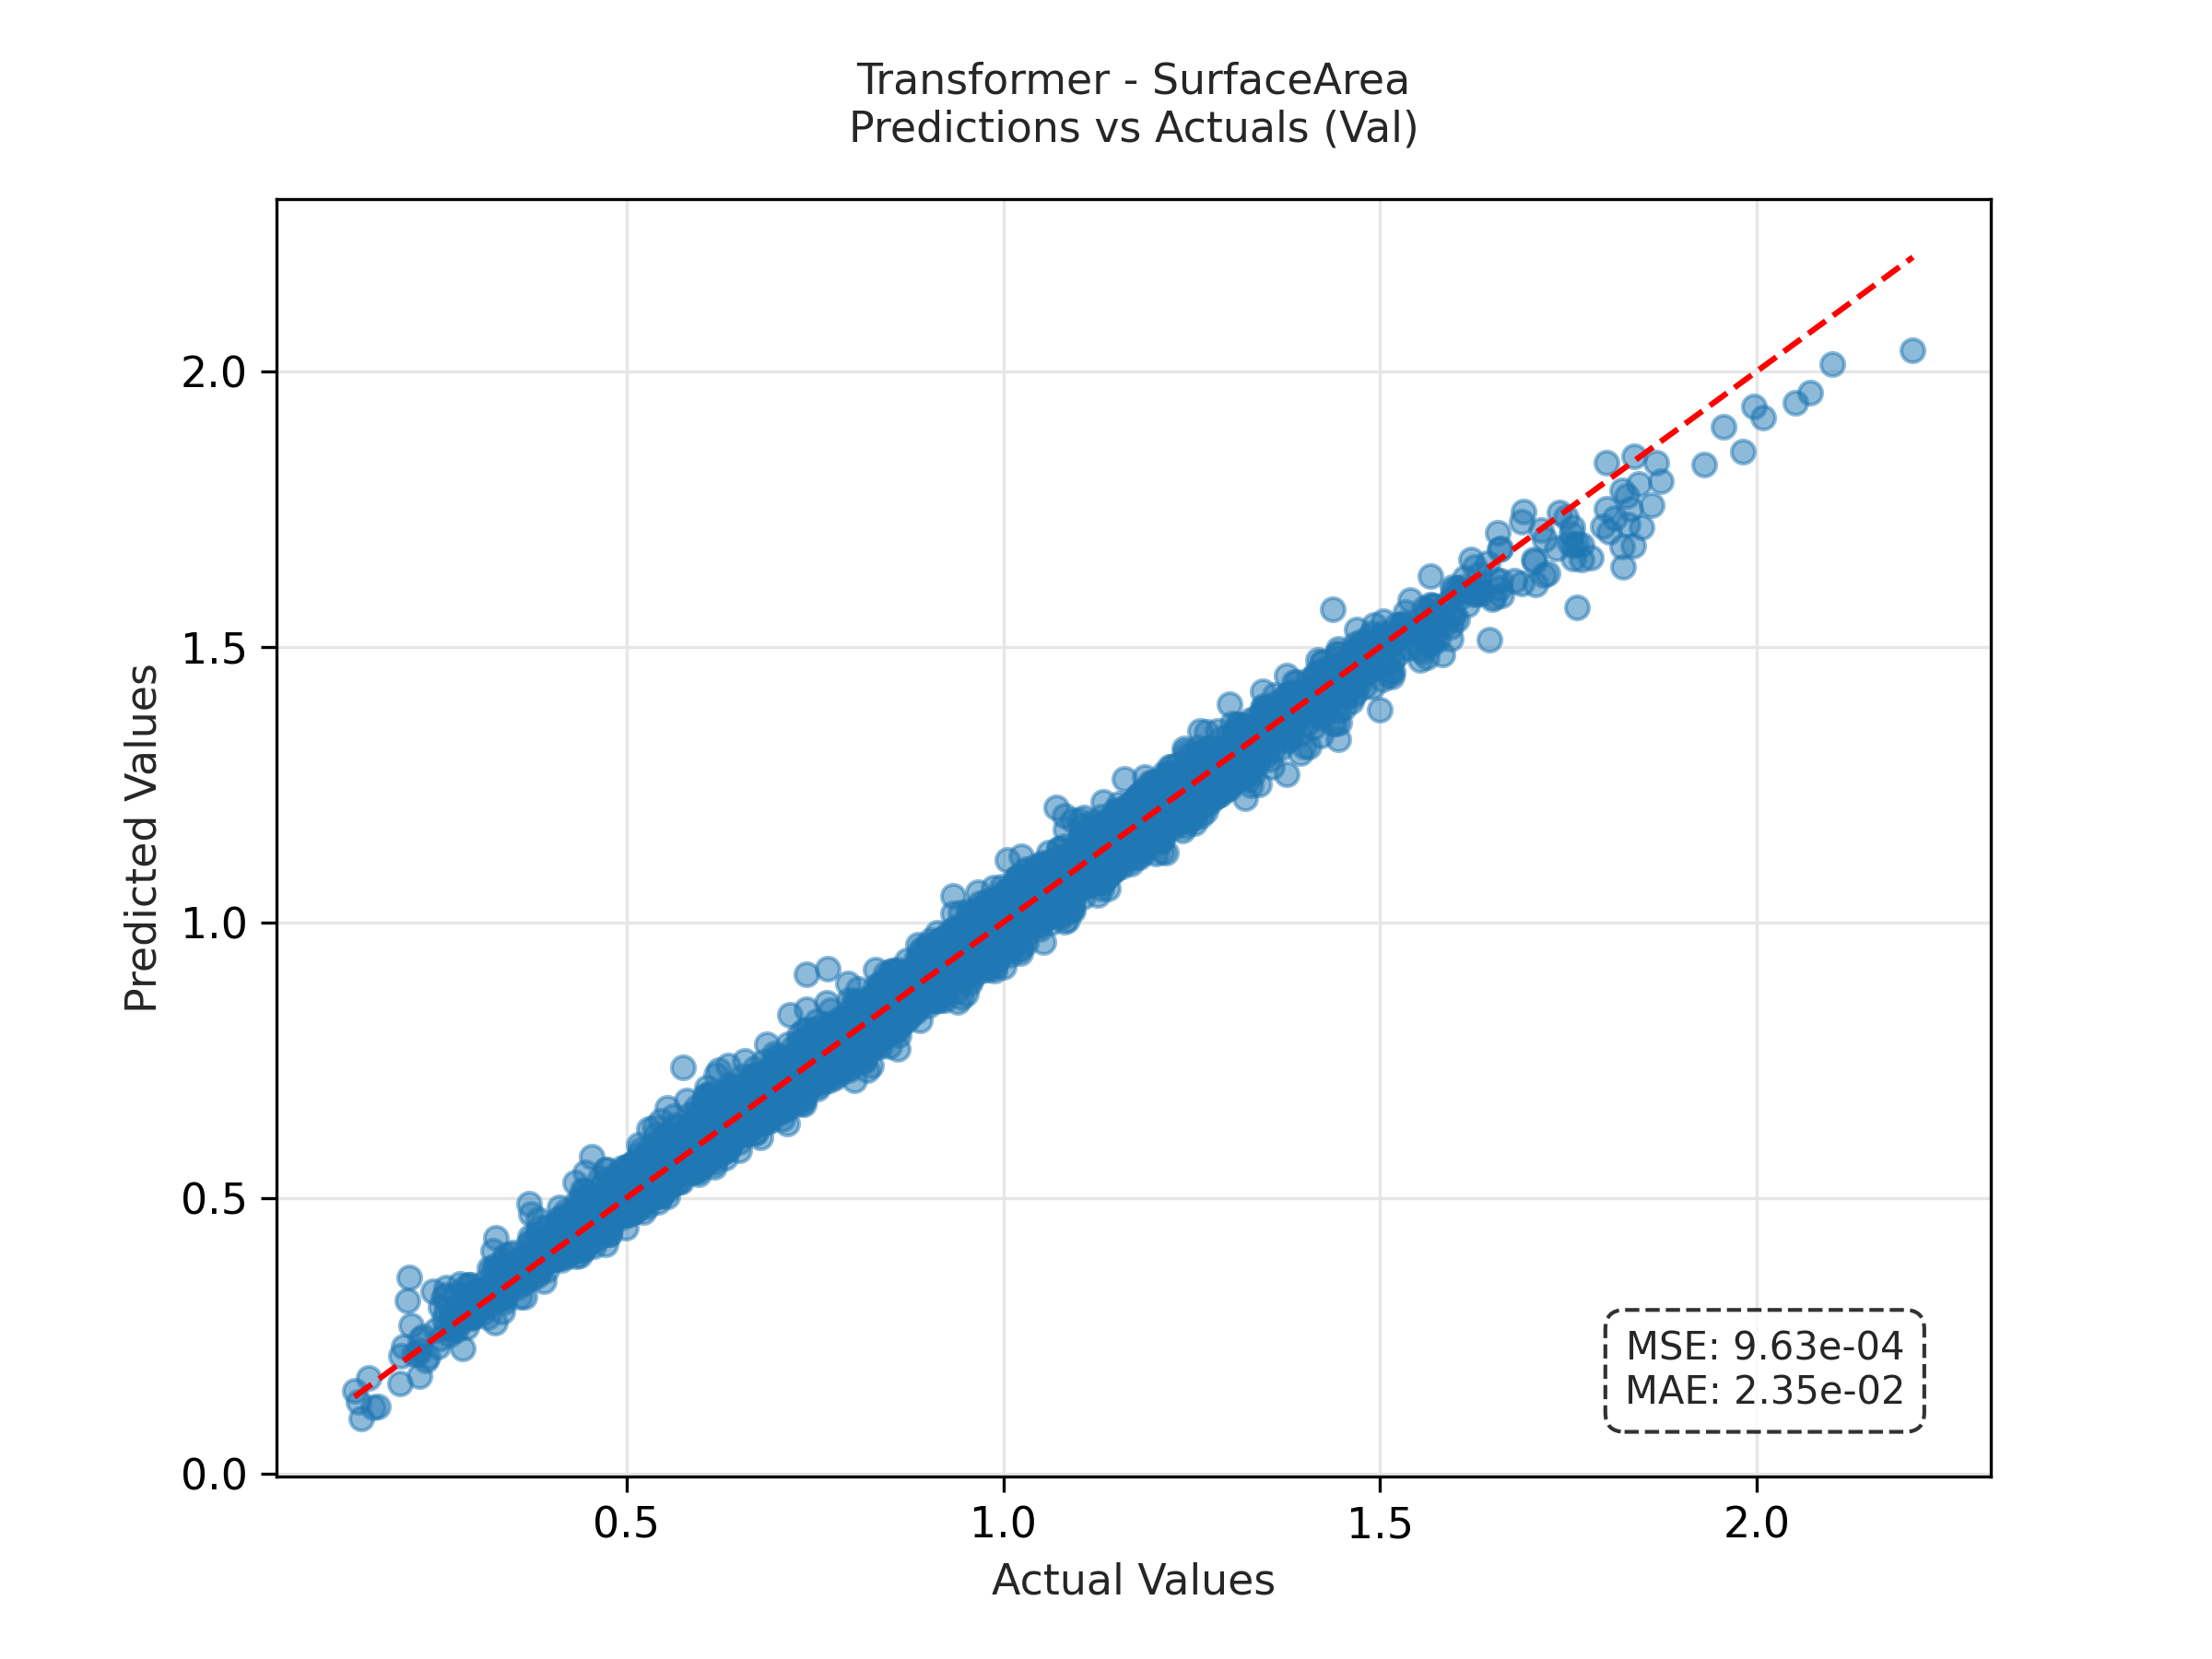 Transformer - SurfaceArea
Predictions vs Actuals (Val)
Predicted Values
2.0
1.5
1.0
0.5
0.0
MSE: 9.63e-04
MAE: 2.35e-02
0.5
1.0
1.5
2.0
Actual Values